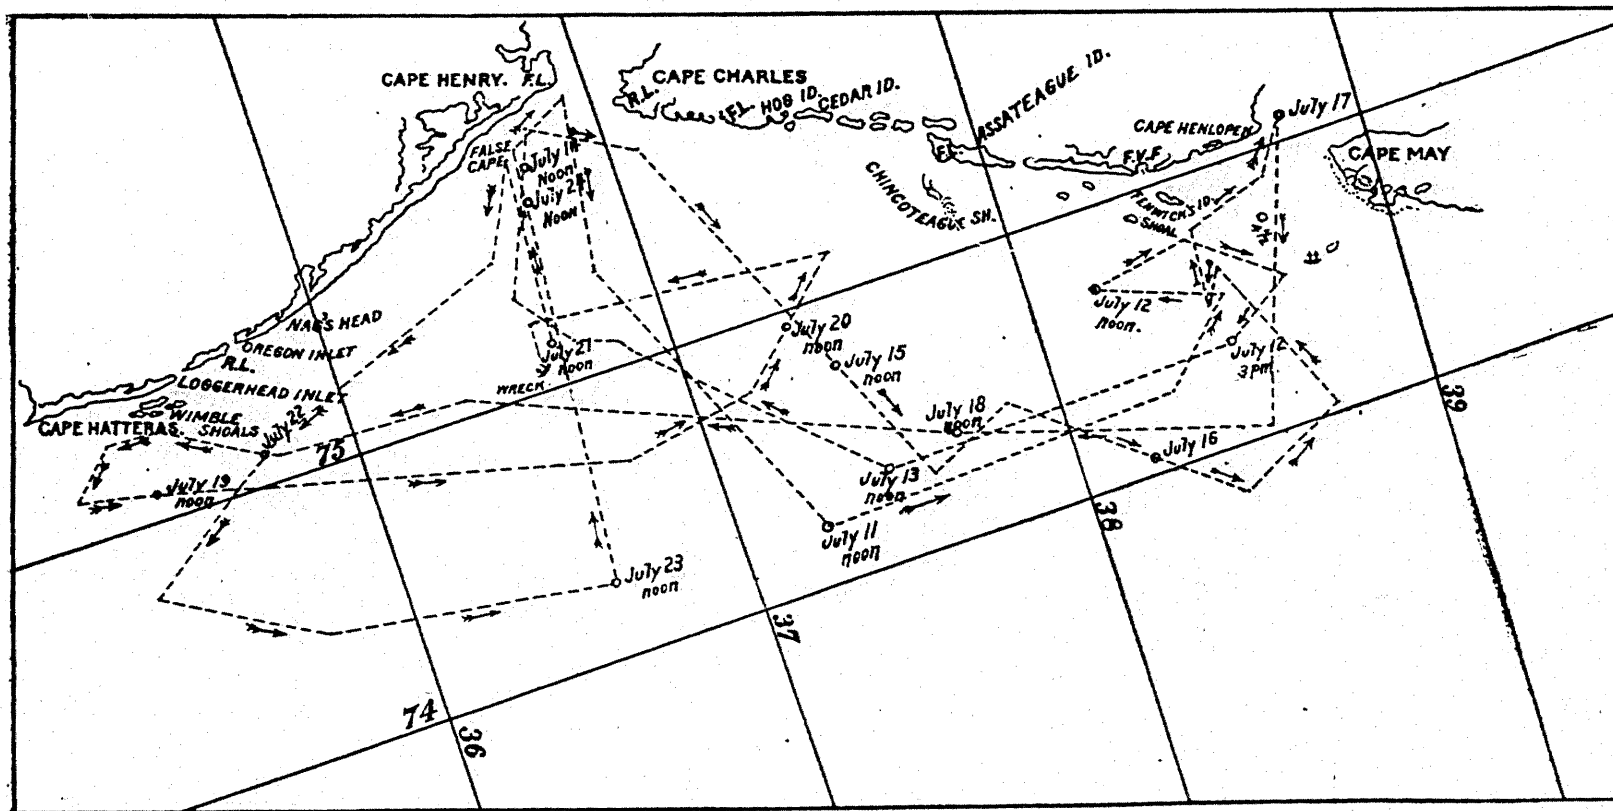 CAPE HENRY. F.L.
R.L. CAPE CHARLES
F.L. HOG ID.
CEDAR ID.
ASSATEAGUE ID.
CAPE HENLOPEN
July 17
CAPE MAY
FALSE
CAPE
July 14
Noon
July 24
Noon
CHINCOTEAGUE SH.
F.V.F.
FENWICK'S ID.
SHOAL
July 12
noon.
NAG'S HEAD
OREGON INLET
R.L.
LOGGERHEAD INLET
WIMBLE
SHOALS
CAPE HATTERAS.
July 20
noon
July 21
noon
WRECK
July 15
noon
July 12
3 pm
July 18
noon
July 22
July 16
75
July 19
noon
July 13
noon
July 11
noon
July 23
noon
39
38
37
74
36